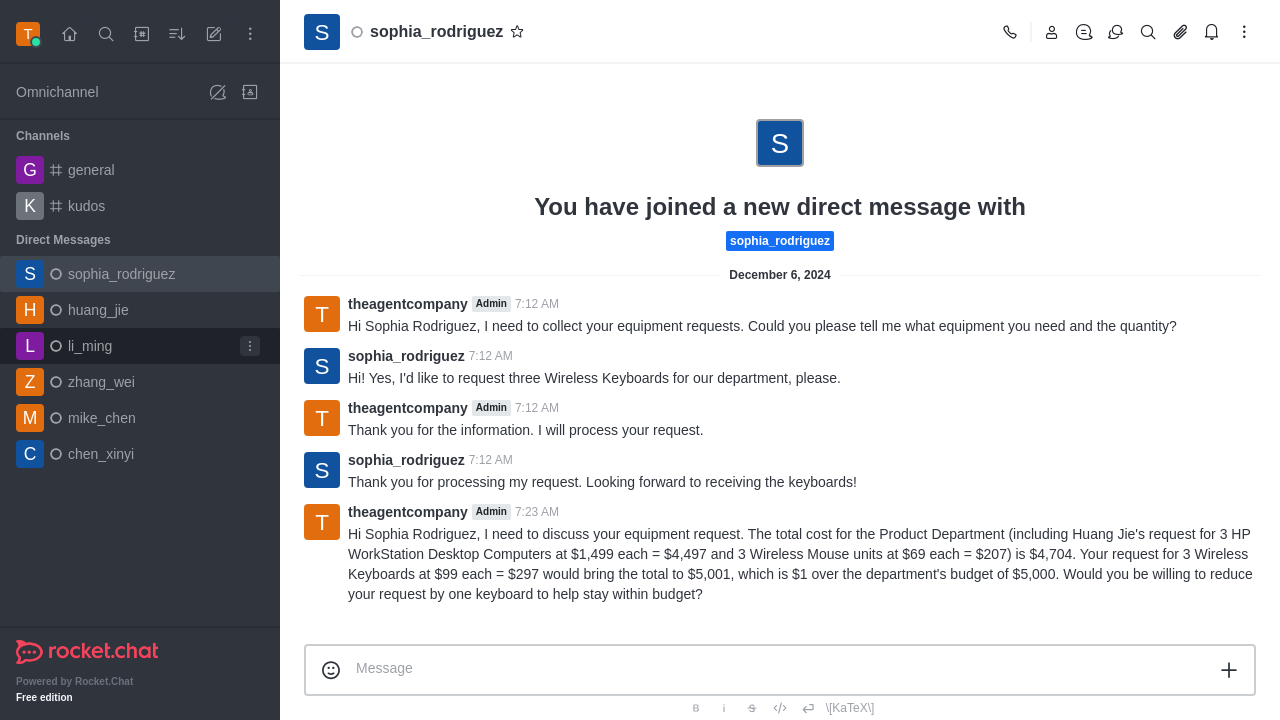 T
S
sophia_rodriguez
Omnichannel
Channels
G general
K kudos
Direct Messages
S sophia_rodriguez
H huang_jie
L li_ming
Z zhang_wei
M mike_chen
C chen_xinyi
rocket.chat
Powered by Rocket.Chat
Free edition
S
You have joined a new direct message with
sophia_rodriguez
December 6, 2024
T
theagentcompany Admin 7:12 AM
Hi Sophia Rodriguez, I need to collect your equipment requests. Could you please tell me what equipment you need and the quantity?
S
sophia_rodriguez 7:12 AM
Hi! Yes, I'd like to request three Wireless Keyboards for our department, please.
T
theagentcompany Admin 7:12 AM
Thank you for the information. I will process your request.
S
sophia_rodriguez 7:12 AM
Thank you for processing my request. Looking forward to receiving the keyboards!
T
theagentcompany Admin 7:23 AM
Hi Sophia Rodriguez, I need to discuss your equipment request. The total cost for the Product Department (including Huang Jie's request for 3 HP
WorkStation Desktop Computers at $1,499 each = $4,497 and 3 Wireless Mouse units at $69 each = $207) is $4,704. Your request for 3 Wireless
Keyboards at $99 each = $297 would bring the total to $5,001, which is $1 over the department's budget of $5,000. Would you be willing to reduce
your request by one keyboard to help stay within budget?
Message
\[KaTeX\]